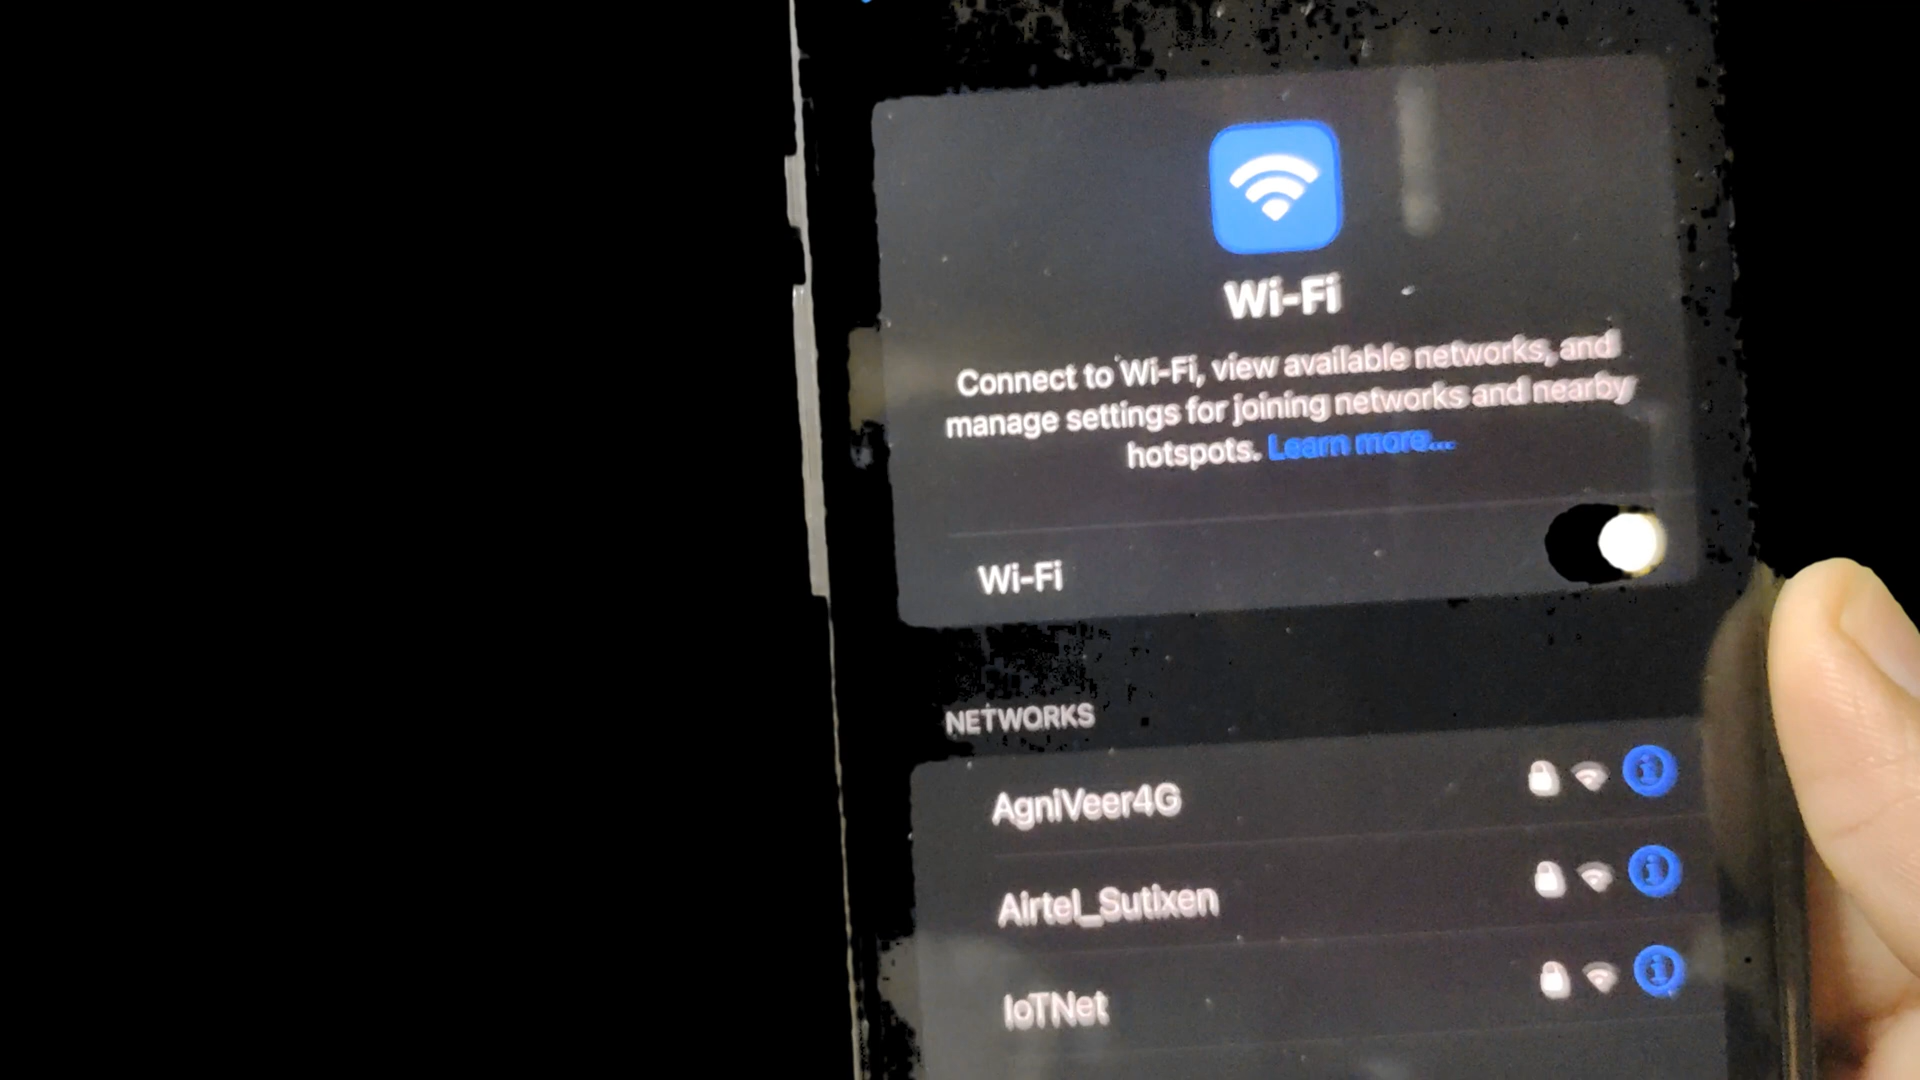 Wi-Fi
Connect to Wi-Fi, view available networks, and
manage settings for joining networks and nearby
hotspots. Learn more...
Wi-Fi
NETWORKS
AgniVeer4G
Airtel_Sutixen
IoTNet